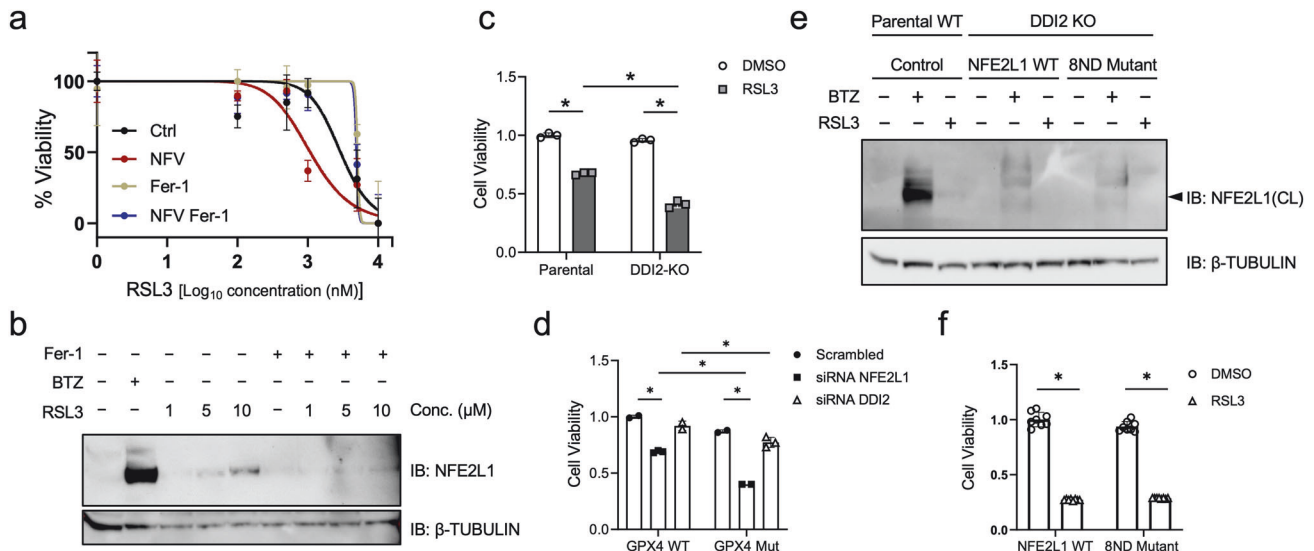 a
% Viability
100
50
0
Ctrl
NFV
Fer-1
NFV Fer-1
0 1 2 3 4
RSL3 [Log10 concentration (nM)]
b
Fer-1 – – – – – + + + +
BTZ – + – – – – – – –
RSL3 – – 1 5 10 – 1 5 10 Conc. (µM)
IB: NFE2L1
IB: β-TUBULIN
c
Cell Viability
1.5
1.0
0.5
0.0
* * *
DMSO
RSL3
Parental DDI2-KO
d
Cell Viability
1.5
1.0
0.5
0.0
* * * *
Scrambled
siRNA NFE2L1
siRNA DDI2
GPX4 WT GPX4 Mut
e
Parental WT DDI2 KO
Control NFE2L1 WT 8ND Mutant
BTZ – + – – + – – + –
RSL3 – – + – – + – – +
IB: NFE2L1(CL)
IB: β-TUBULIN
f
Cell Viability
1.5
1.0
0.5
0.0
* *
DMSO
RSL3
NFE2L1 WT 8ND Mutant